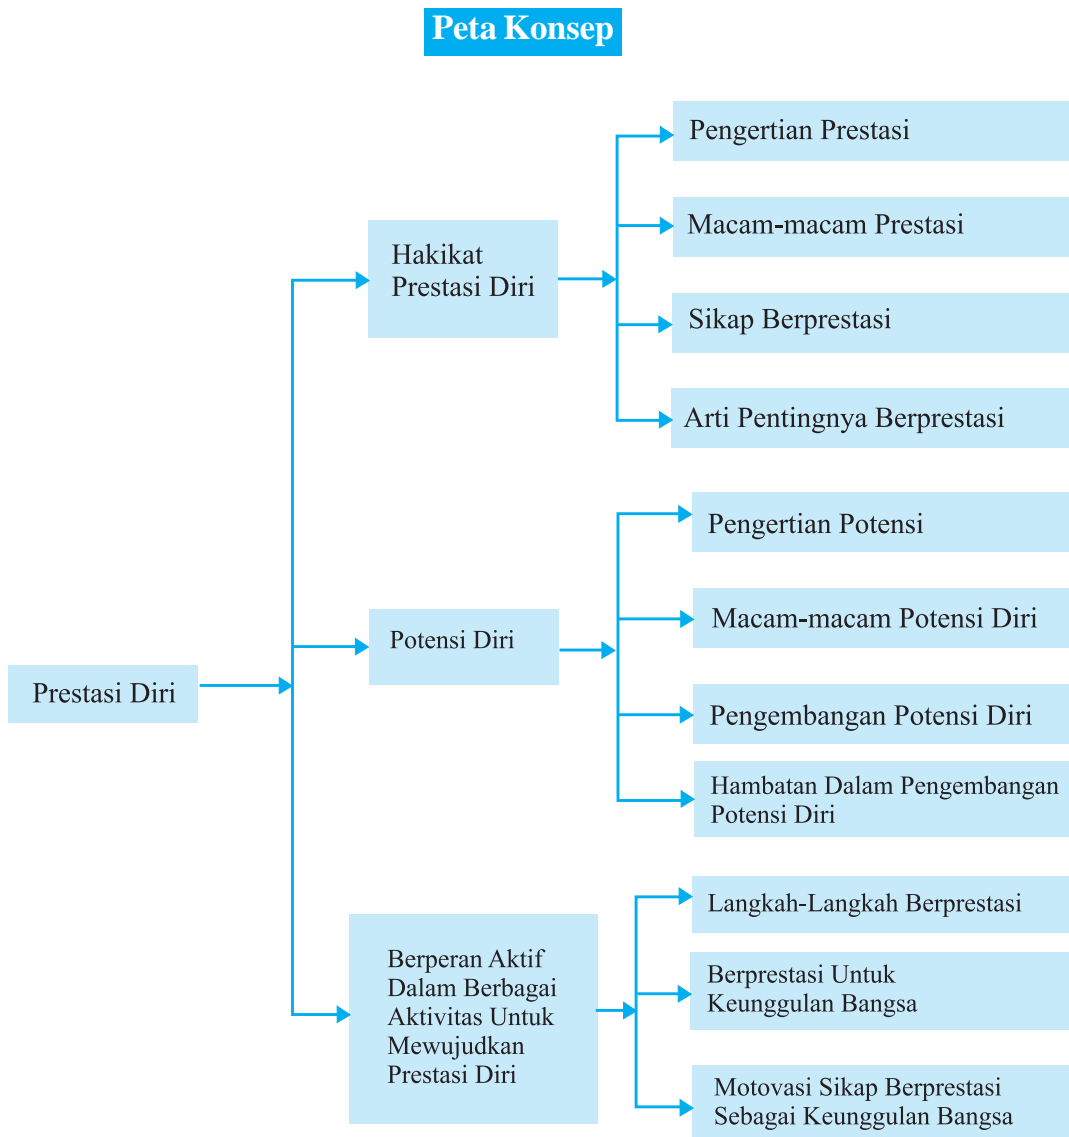 Peta Konsep
Pengertian Prestasi
Macam-macam Prestasi
Hakikat
Prestasi Diri
Sikap Berprestasi
Arti Pentingnya Berprestasi
Pengertian Potensi
Macam-macam Potensi Diri
Potensi Diri
Prestasi Diri
Pengembangan Potensi Diri
Hambatan Dalam Pengembangan
Potensi Diri
Langkah-Langkah Berprestasi
Berperan Aktif
Dalam Berbagai
Aktivitas Untuk
Mewujudkan
Prestasi Diri
Berprestasi Untuk
Keunggulan Bangsa
Motovasi Sikap Berprestasi
Sebagai Keunggulan Bangsa